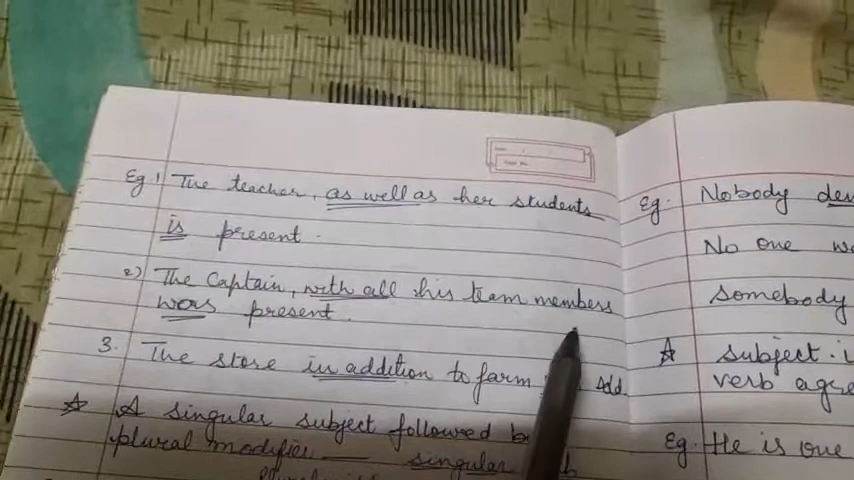 Eg. 1 The teacher, as well as her students
is present.
2) The Captain, with all his team members
was present.
3. The store in addition to farm Add
☆ A singular subject followed by
plural modifier — singular
Eg. Nobody
No one
Somebody
☆ subject
verb agre
Eg. He is one